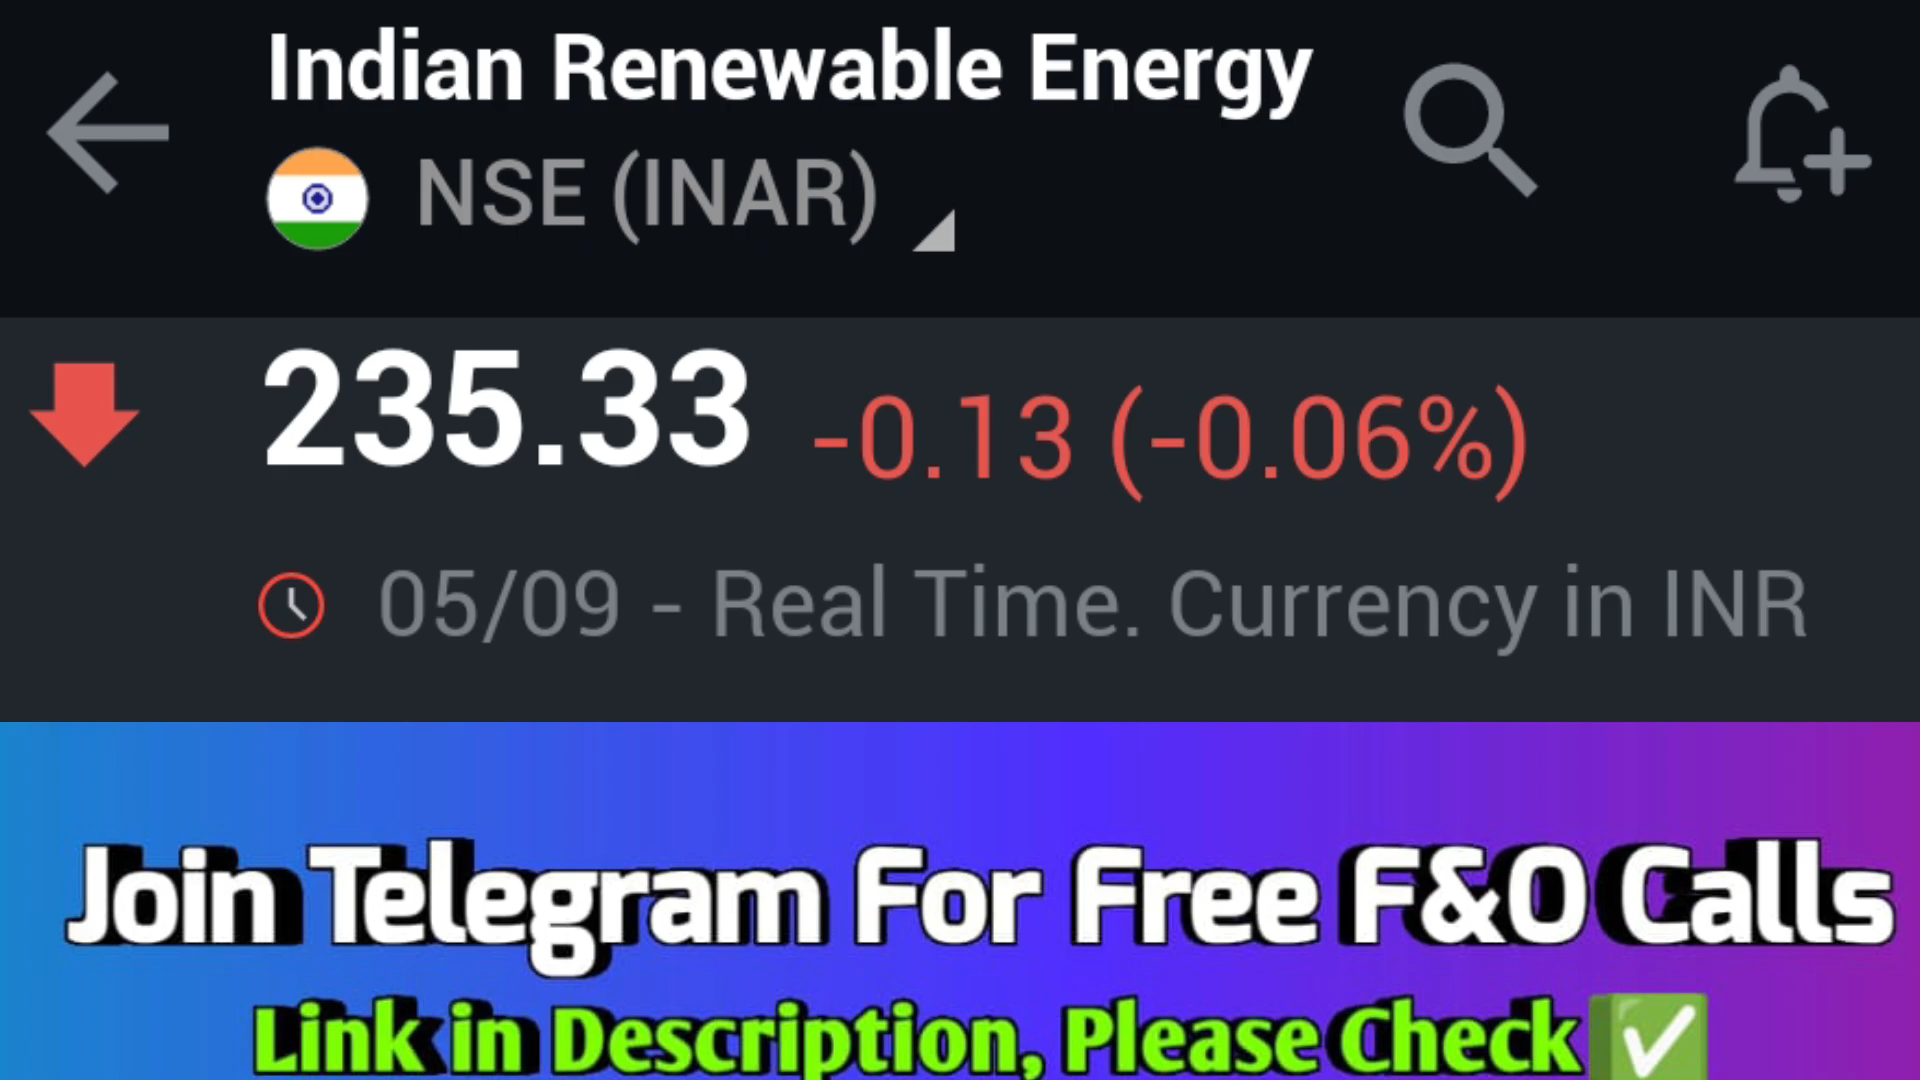 Indian Renewable Energy
NSE (INAR)
235.33 -0.13 (-0.06%)
05/09 - Real Time. Currency in INR
Join Telegram For Free F&O Calls
Link in Description, Please Check ✅